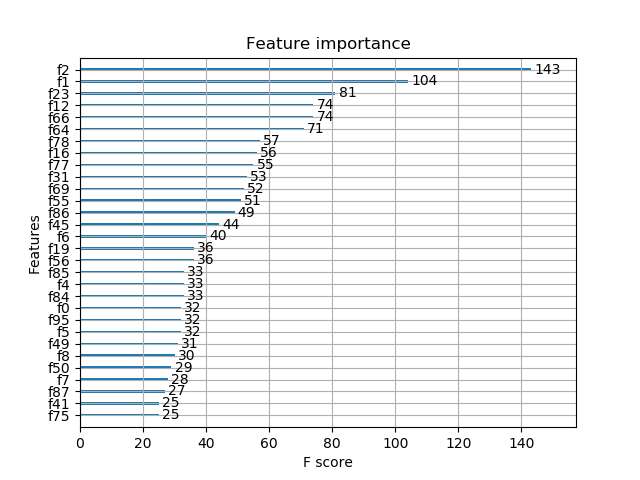 Feature importance
f2 143
f1 104
f23 81
f12 74
f66 74
f64 71
f78 57
f16 56
f77 55
f31 53
f69 52
f55 51
f86 49
f45 44
f6 40
f19 36
f56 36
f85 33
f4 33
f84 33
f0 32
f95 32
f5 32
f49 31
f8 30
f50 29
f7 28
f87 27
f41 25
f75 25
Features
0 20 40 60 80 100 120 140
F score